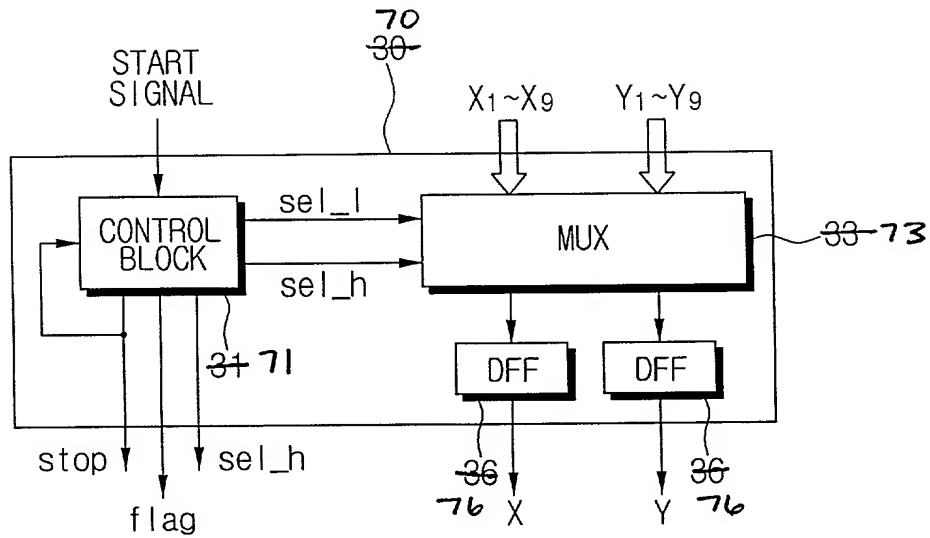 70
30
START
SIGNAL
X1~X9
Y1~Y9
CONTROL
BLOCK
sel_l
sel_h
MUX
33 73
31 71
DFF
DFF
stop
sel_h
flag
36
76
X
36
76
Y